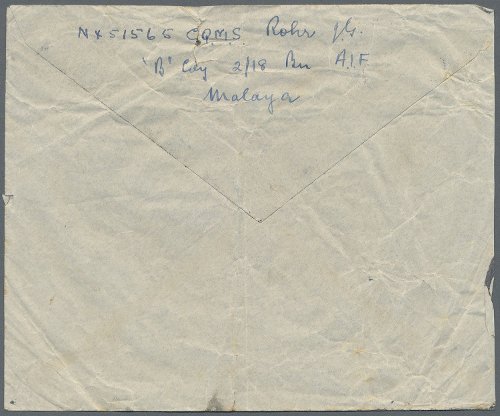 NX51565 CQMS Rohr J.G.
'B' Coy 2/18 Bn A.I.F
Malaya